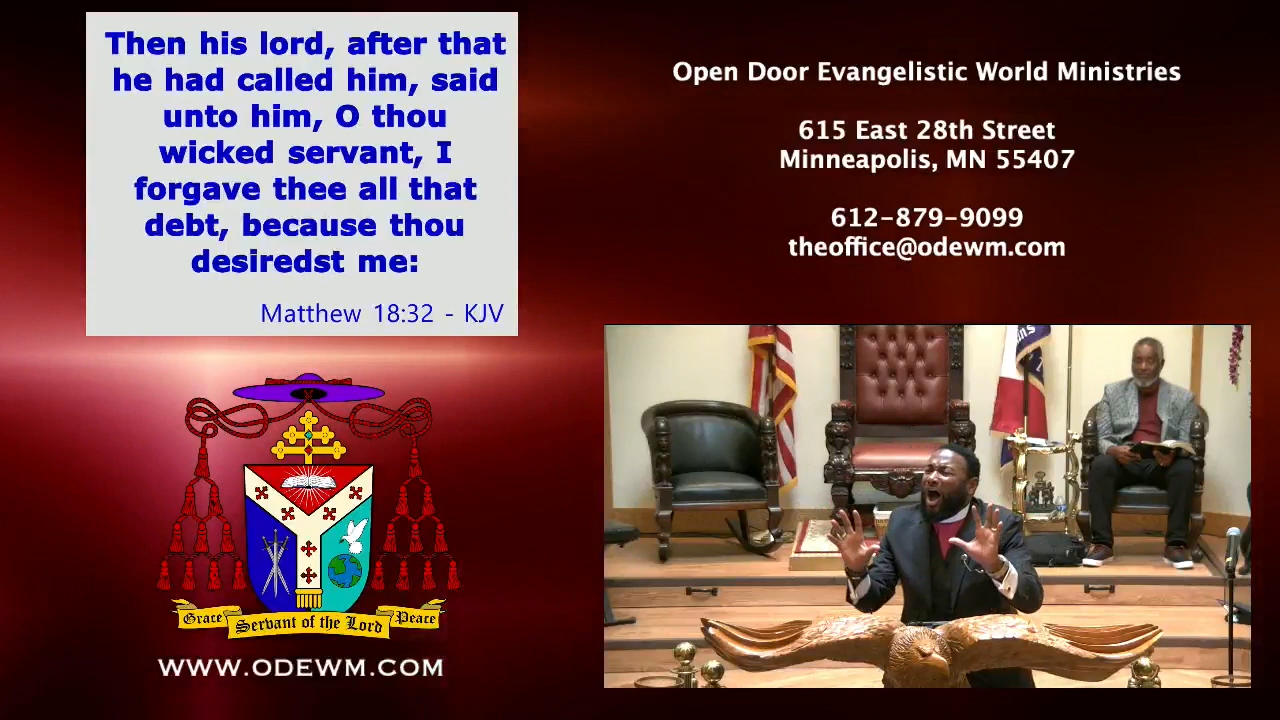 Then his lord, after that
he had called him, said
unto him, O thou
wicked servant, I
forgave thee all that
debt, because thou
desiredst me:
Matthew 18:32 - KJV
Open Door Evangelistic World Ministries
615 East 28th Street
Minneapolis, MN 55407
612-879-9099
theoffice@odewm.com
Grace
Servant of the Lord
Peace
WWW.ODEWM.COM